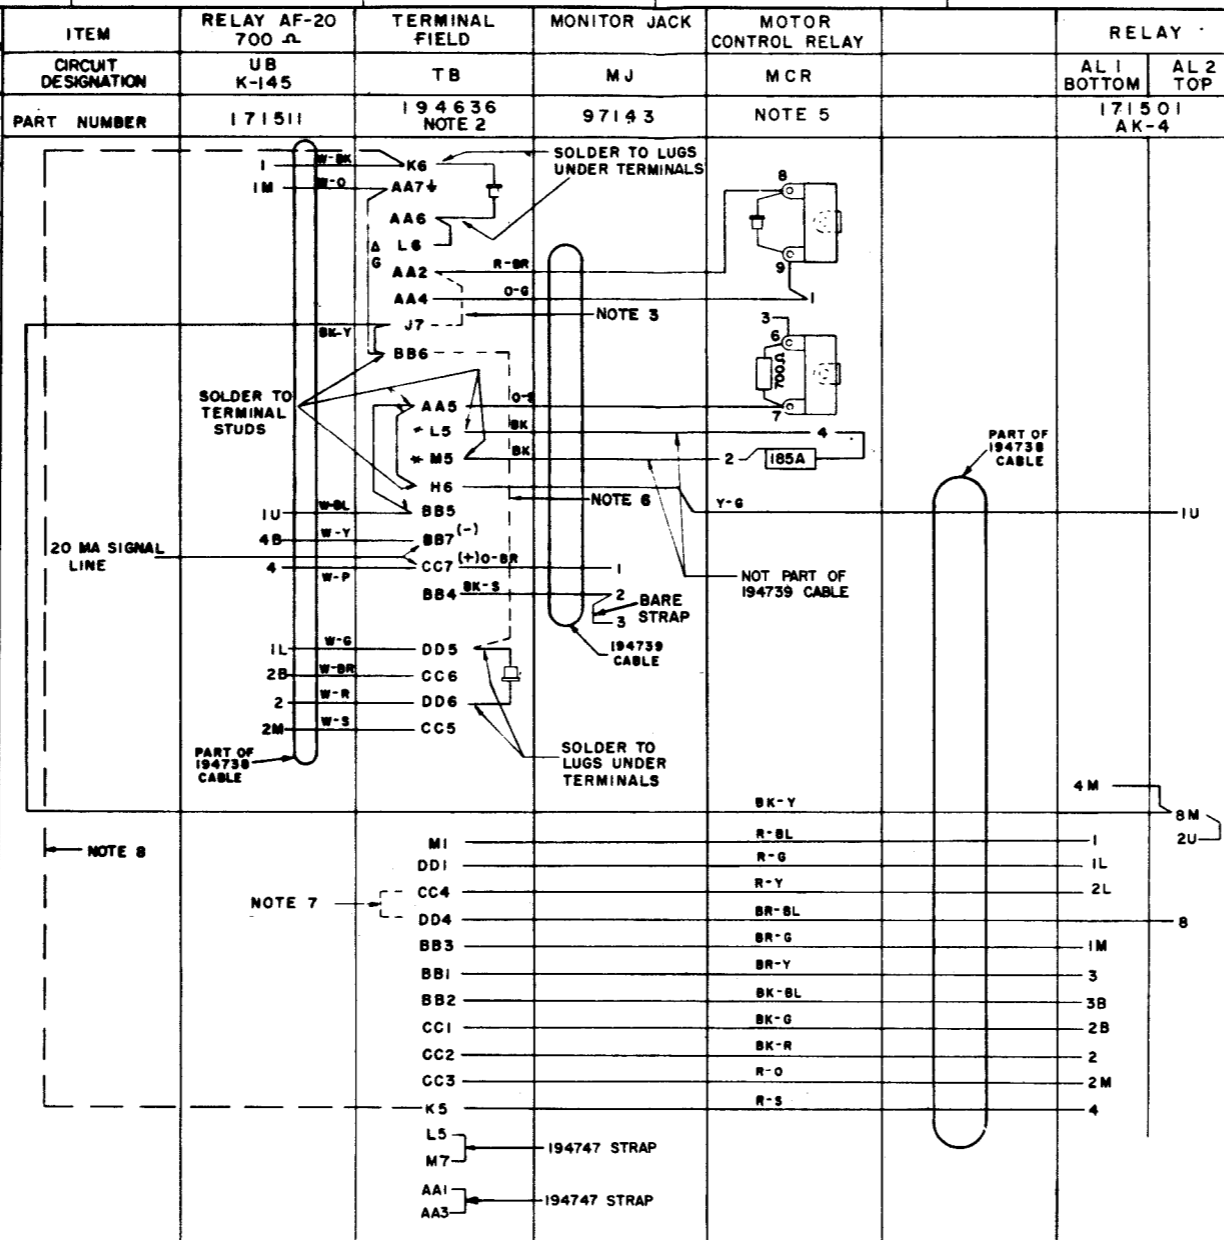 ITEM
RELAY AF-20
700 Ω
TERMINAL
FIELD
MONITOR JACK
MOTOR
CONTROL RELAY
RELAY
CIRCUIT
DESIGNATION
UB
K-145
TB
MJ
MCR
AL 1
BOTTOM
AL 2
TOP
PART NUMBER
171511
194636
NOTE 2
97143
NOTE 5
171501
AK-4
1 W-BK K6
SOLDER TO LUGS
UNDER TERMINALS
1M W-O AA7
8
AA6
Δ
G
L6
AA2 R-BR
9
AA4 O-G 1
NOTE 3
BK-Y J7
3
6
BB6
700Ω
SOLDER TO
TERMINAL
STUDS
AA5
7
* L5 BK 4
* M5 BK 2 185A
PART OF
194738
CABLE
H6
NOTE 6
Y-G
1U W-BL BB5
1U
4B W-Y BB7 (-)
20 MA SIGNAL
LINE
4 W-P CC7 (+) O-BR 1
NOT PART OF
194739 CABLE
BB4 BK-S 2
BARE
STRAP
3
194739
CABLE
1L W-G DD5
2B W-BR CC6
2 W-R DD6
2M W-S CC5
PART OF
194738
CABLE
SOLDER TO
LUGS UNDER
TERMINALS
4M
BK-Y 8M
NOTE 8
M1 R-BL 1
2U
DD1 R-G 1L
NOTE 7
CC4 R-Y 2L
DD4 BR-BL 8
BB3 BR-G 1M
BB1 BR-Y 3
BB2 BK-BL 3B
CC1 BK-G 2B
CC2 BK-R 2
CC3 R-O 2M
K5 R-S 4
L5
M7
194747 STRAP
AA1
AA3
194747 STRAP